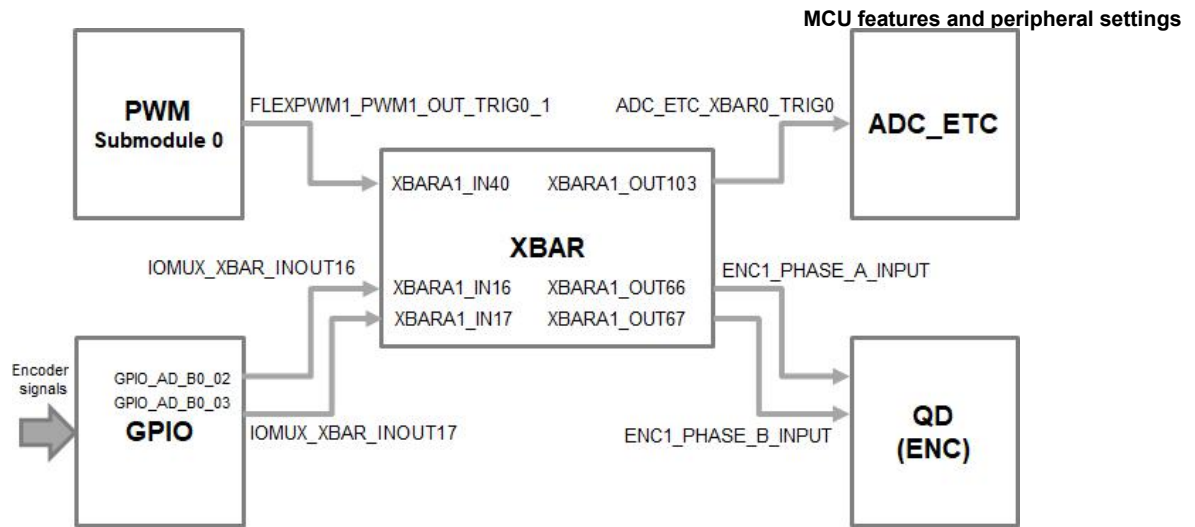 MCU features and peripheral settings
PWM
Submodule 0
FLEXPWM1_PWM1_OUT_TRIG0_1
ADC_ETC_XBAR0_TRIG0
ADC_ETC
XBARA1_IN40 XBARA1_OUT103
XBAR
IOMUX_XBAR_INOUT16
ENC1_PHASE_A_INPUT
XBARA1_IN16 XBARA1_OUT66
XBARA1_IN17 XBARA1_OUT67
Encoder
signals
GPIO_AD_B0_02
GPIO_AD_B0_03
GPIO
IOMUX_XBAR_INOUT17
ENC1_PHASE_B_INPUT
QD
(ENC)